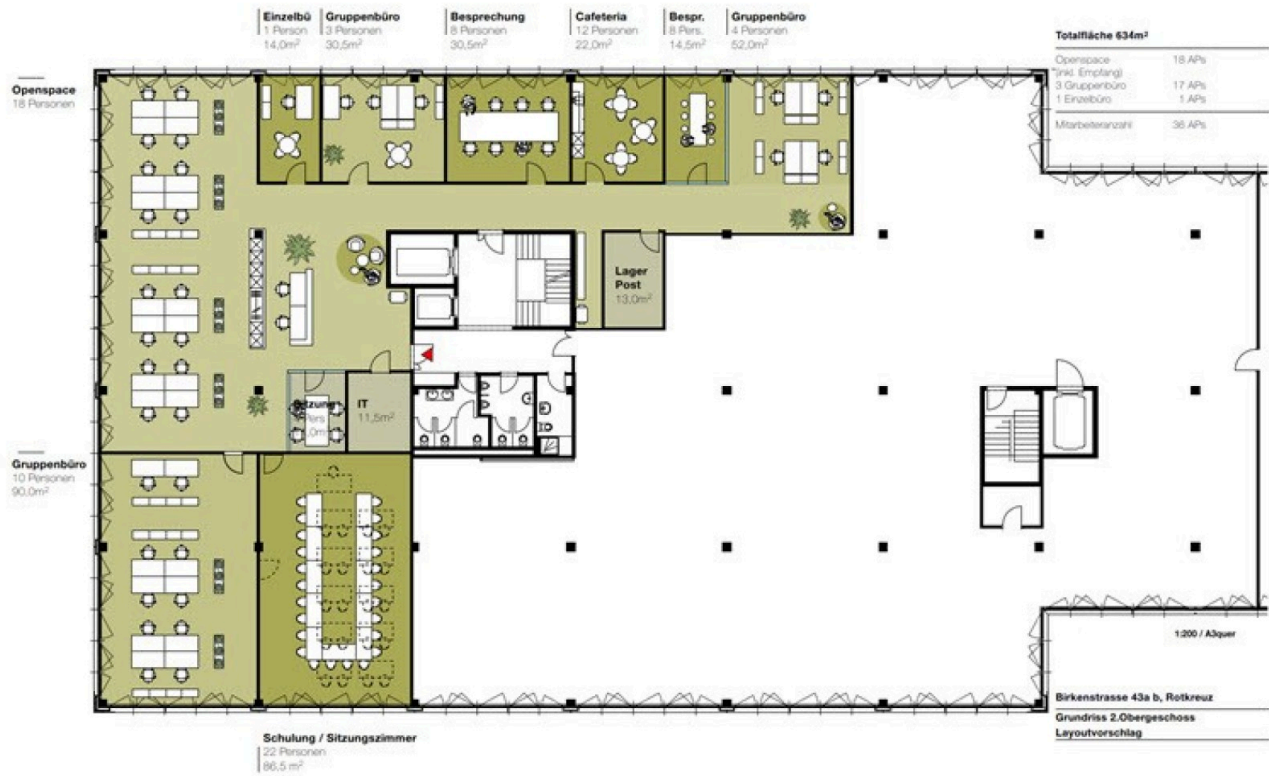 Einzelbü
1 Person
14,0m²
Gruppenbüro
3 Personen
30,5m²
Besprechung
8 Personen
30,5m²
Cafeteria
12 Personen
22,0m²
Bespr.
8 Pers.
14,5m²
Gruppenbüro
4 Personen
52,0m²
Totalfläche 634m²
Openspace 18 APs
(inkl. Empfang)
3 Gruppenbüro 17 APs
1 Einzelbüro 1 APs
Mitarbeiteranzahl 36 APs
Openspace
18 Personen
Lager
Post
13,0m²
Sitzung
Pers
,0m²
IT
11,5m²
Gruppenbüro
10 Personen
90,0m²
Schulung / Sitzungszimmer
22 Personen
86,5 m²
1:200 / A3quer
Birkenstrasse 43a b, Rotkreuz
Grundriss 2.Obergeschoss
Layoutvorschlag